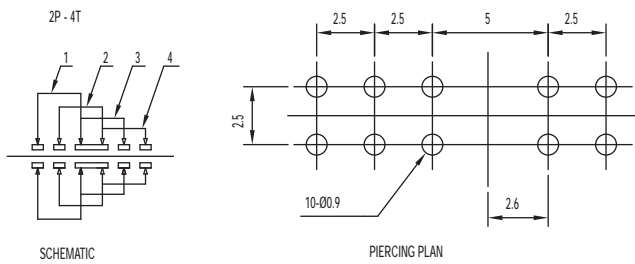 2P - 4T
1 2 3 4
SCHEMATIC
2.5 2.5 5 2.5
2.5
10-Ø0.9
2.6
PIERCING PLAN